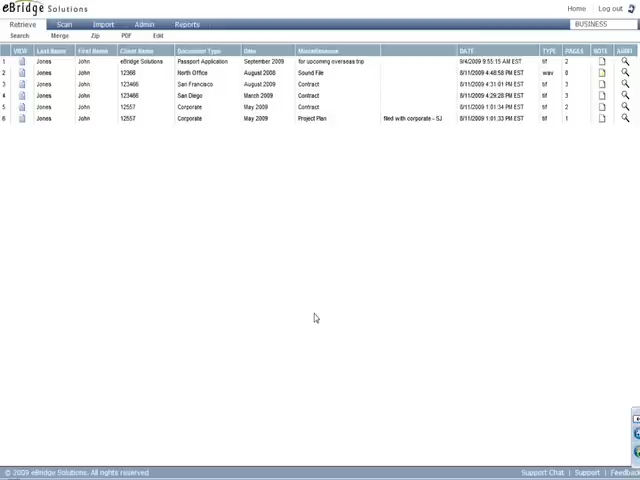 eBridge Solutions Home Log out
Retrieve Scan Import Admin Reports BUSINESS
Search Merge Zip PDF Edit
VIEW Last Name First Name Client Name Document Type Date Miscellaneous DATE TYPE PAGES NOTE AUDIT
1 Jones John eBridge Solutions Passport Application September 2009 for upcoming overseas trip 9/4/2009 9:55:15 AM EST tif 2
2 Jones John 12366 North Office August 2008 Sound File 8/11/2009 4:48:58 PM EST wav 0
3 Jones John 123466 San Francisco August 2009 Contract 8/11/2009 4:31:01 PM EST tif 3
4 Jones John 123466 San Diego March 2009 Contract 8/11/2009 4:29:28 PM EST tif 3
5 Jones John 12557 Corporate May 2009 Contract 8/11/2009 1:01:34 PM EST tif 2
6 Jones John 12557 Corporate May 2009 Project Plan filed with corporate - SJ 8/11/2009 1:01:33 PM EST tif 1
© 2009 eBridge Solutions. All rights reserved Support Chat | Support | Feedback